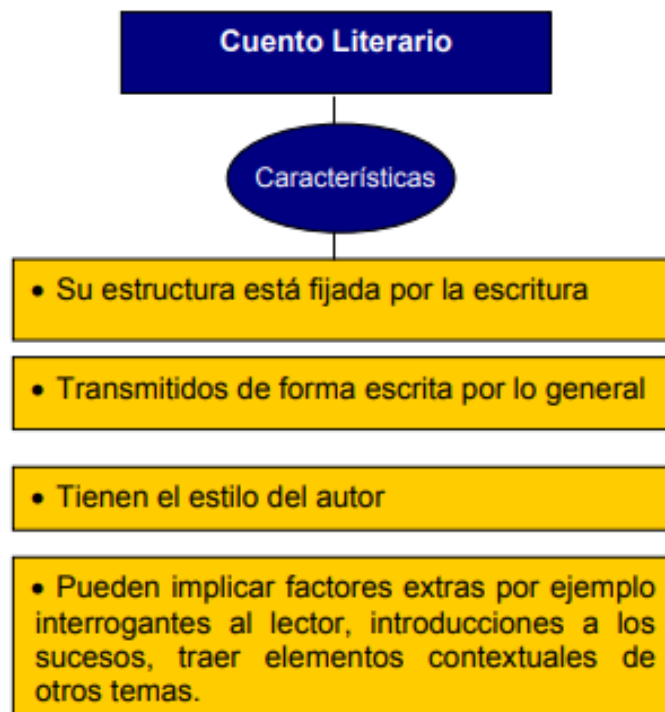 Cuento Literario
Característicias
• Su estructura está fijada por la escritura
• Transmitidos de forma escrita por lo general
• Tienen el estilo del autor
• Pueden implicar factores extras por ejemplo
interrogantes al lector, introducciones a los
sucesos, traer elementos contextuales de
otros temas.